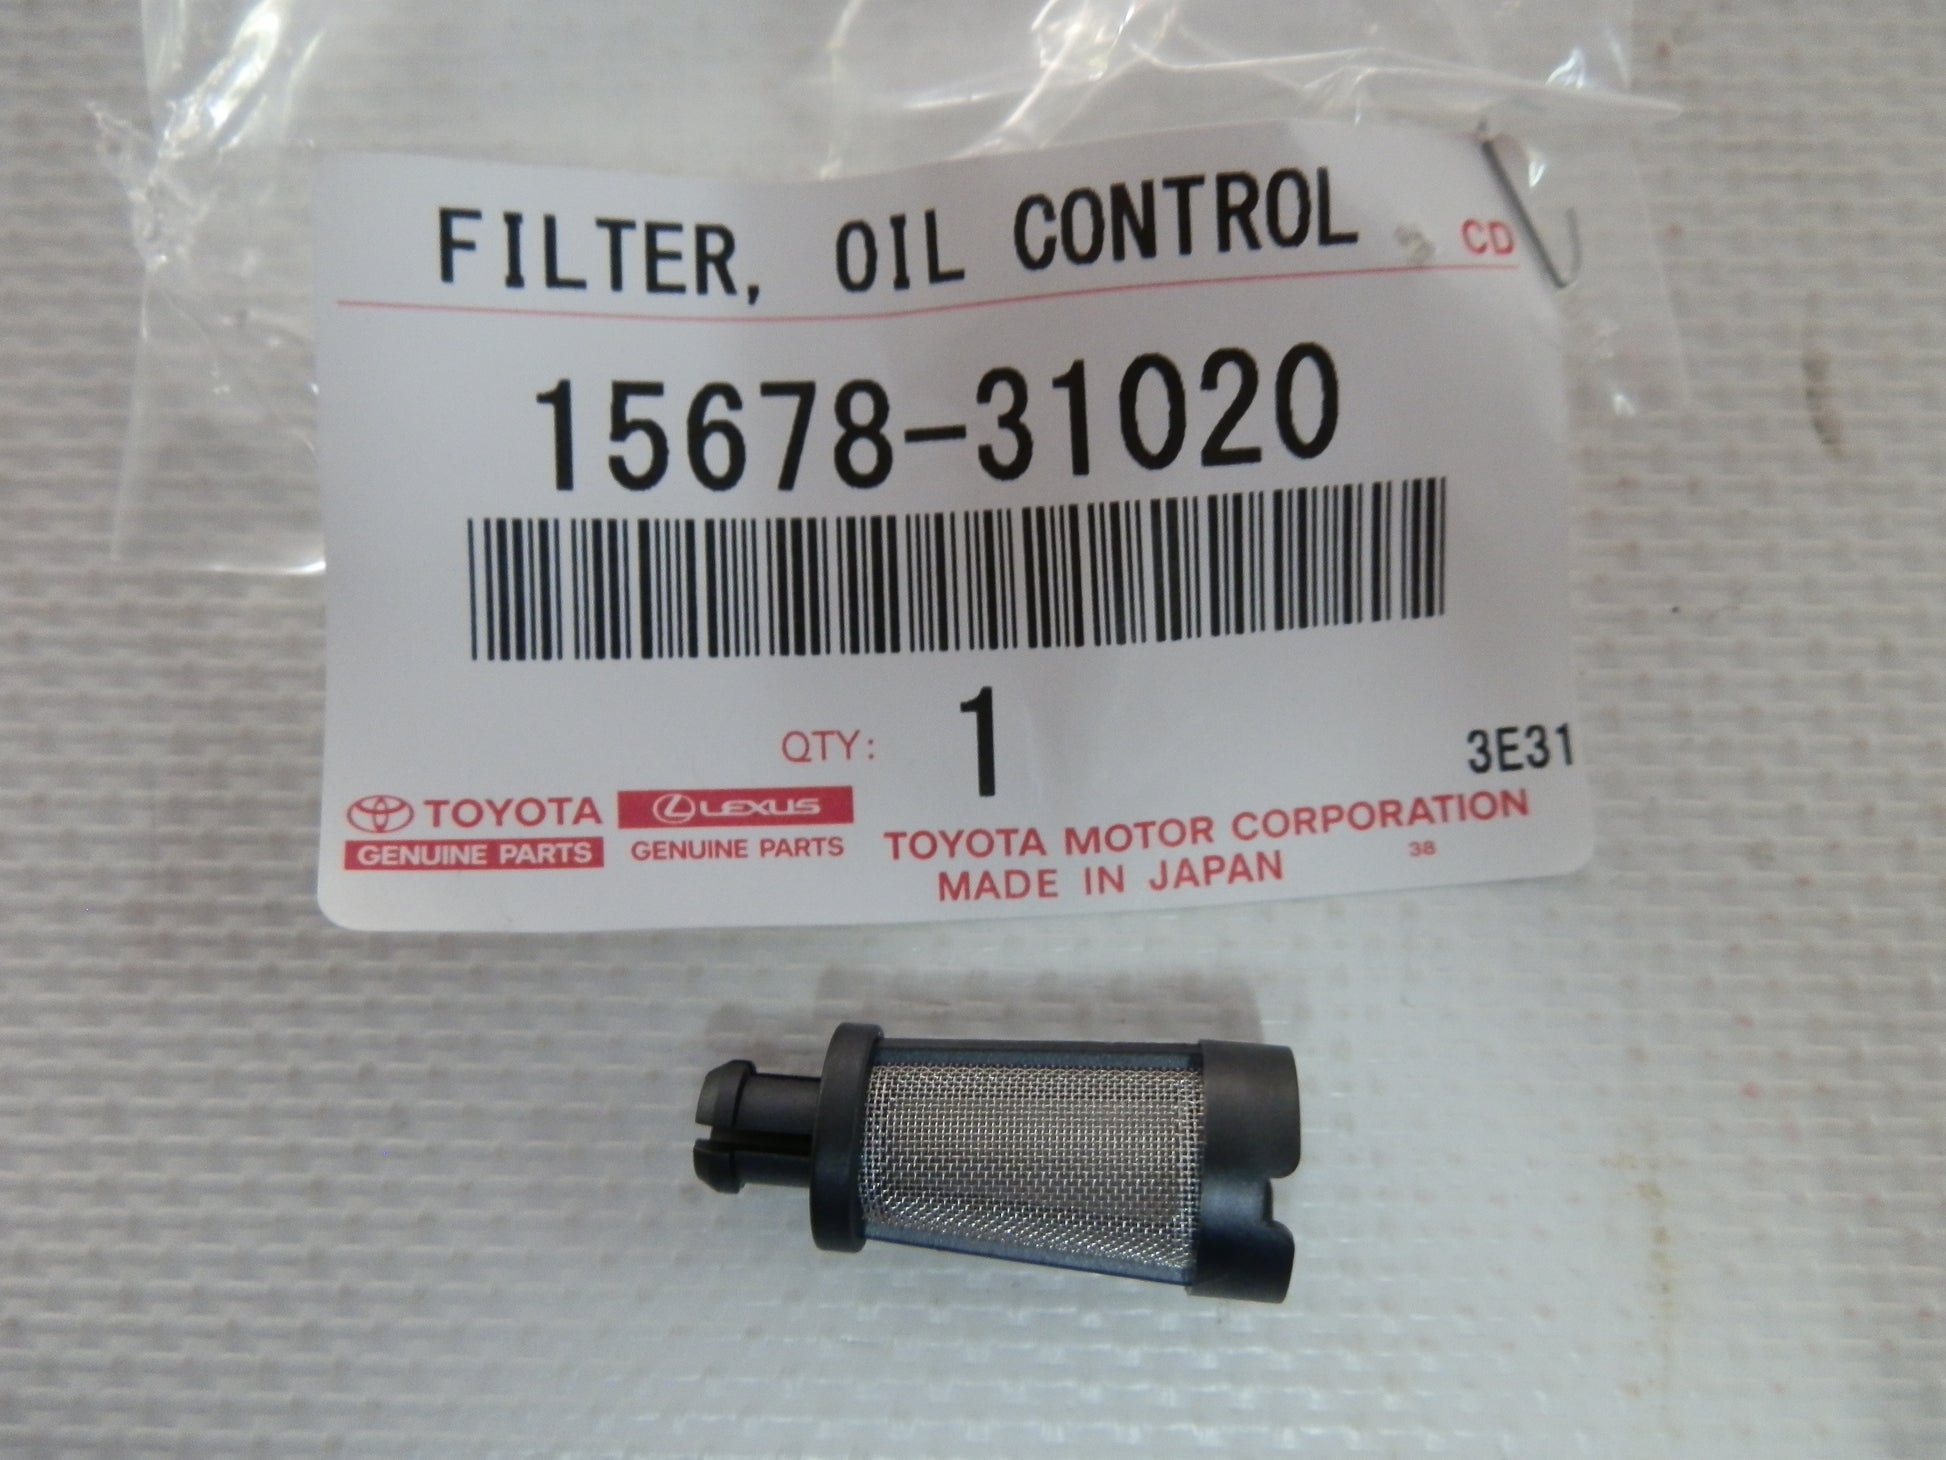 FILTER, OIL CONTROL CD
15678-31020
QTY: 1
3E31
TOYOTA
GENUINE PARTS
LEXUS
GENUINE PARTS
TOYOTA MOTOR CORPORATION
MADE IN JAPAN 38